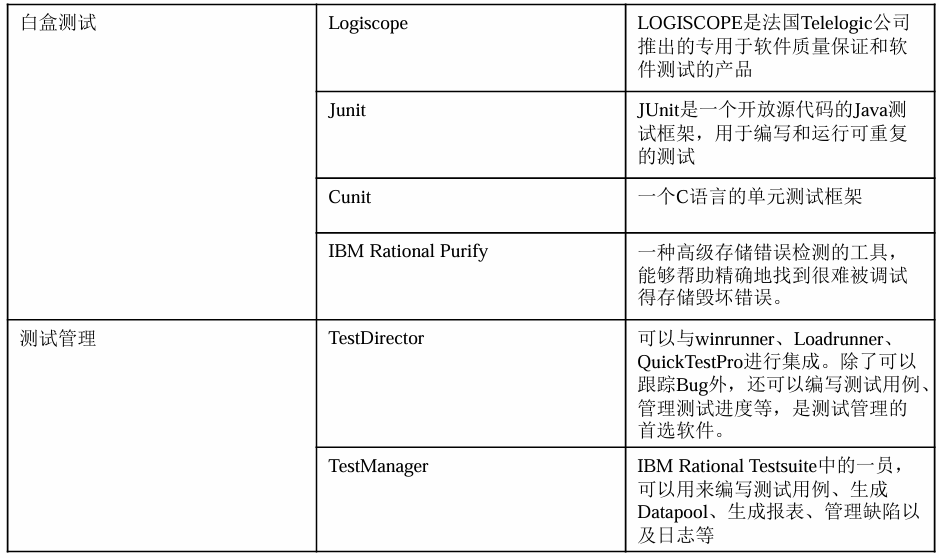 白盒测试
Logiscope
LOGISCOPE是法国Telelogic公司
推出的专用于软件质量保证和软
件测试的产品
Junit
JUnit是一个开放源代码的Java测
试框架，用于编写和运行可重复
的测试
Cunit
一个C语言的单元测试框架
IBM Rational Purify
一种高级存储错误检测的工具，
能够帮助精确地找到很难被调试
得存储毁坏错误。
测试管理
TestDirector
可以与winrunner、Loadrunner、
QuickTestPro进行集成。除了可以
跟踪Bug外，还可以编写测试用例、
管理测试进度等，是测试管理的
首选软件。
TestManager
IBM Rational Testsuite中的一员，
可以用来编写测试用例、生成
Datapool、生成报表、管理缺陷以
及日志等